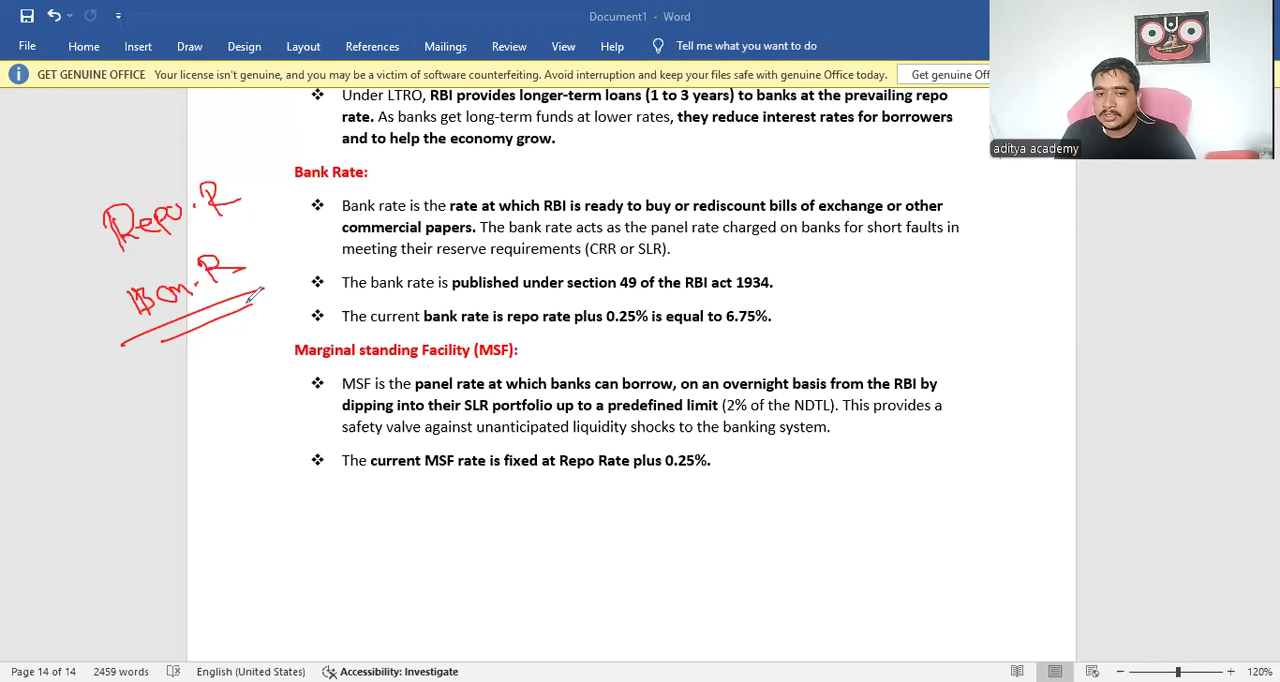 Document1 - Word
File Home Insert Draw Design Layout References Mailings Review View Help Tell me what you want to do
GET GENUINE OFFICE Your license isn't genuine, and you may be a victim of software counterfeiting. Avoid interruption and keep your files safe with genuine Office today. Get genuine Off
aditya academy
❖ Under LTRO, RBI provides longer-term loans (1 to 3 years) to banks at the prevailing repo
rate. As banks get long-term funds at lower rates, they reduce interest rates for borrowers
and to help the economy grow.
Bank Rate:
❖ Bank rate is the rate at which RBI is ready to buy or rediscount bills of exchange or other
commercial papers. The bank rate acts as the panel rate charged on banks for short faults in
meeting their reserve requirements (CRR or SLR).
❖ The bank rate is published under section 49 of the RBI act 1934.
❖ The current bank rate is repo rate plus 0.25% is equal to 6.75%.
Marginal standing Facility (MSF):
❖ MSF is the panel rate at which banks can borrow, on an overnight basis from the RBI by
dipping into their SLR portfolio up to a predefined limit (2% of the NDTL). This provides a
safety valve against unanticipated liquidity shocks to the banking system.
❖ The current MSF rate is fixed at Repo Rate plus 0.25%.
Repo.R
Page 14 of 14 2459 words English (United States) Accessibility: Investigate 120%